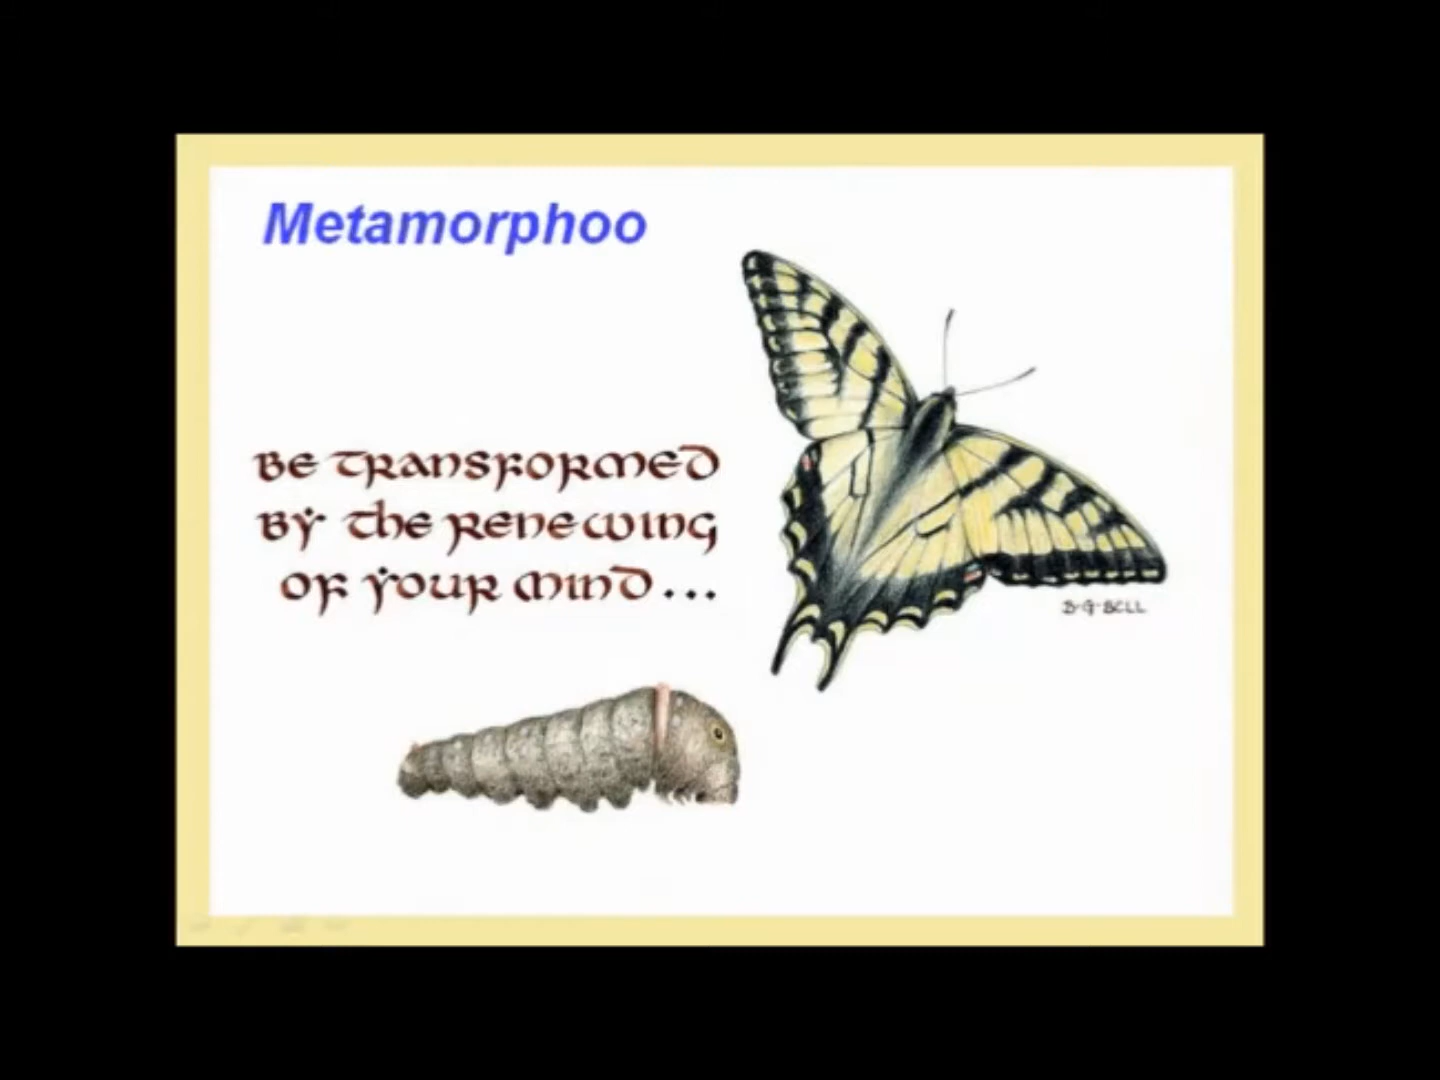 Metamorphoo
BE TRANSFORMED
BY THE RENEWING
OF YOUR MIND...
B·G·BELL